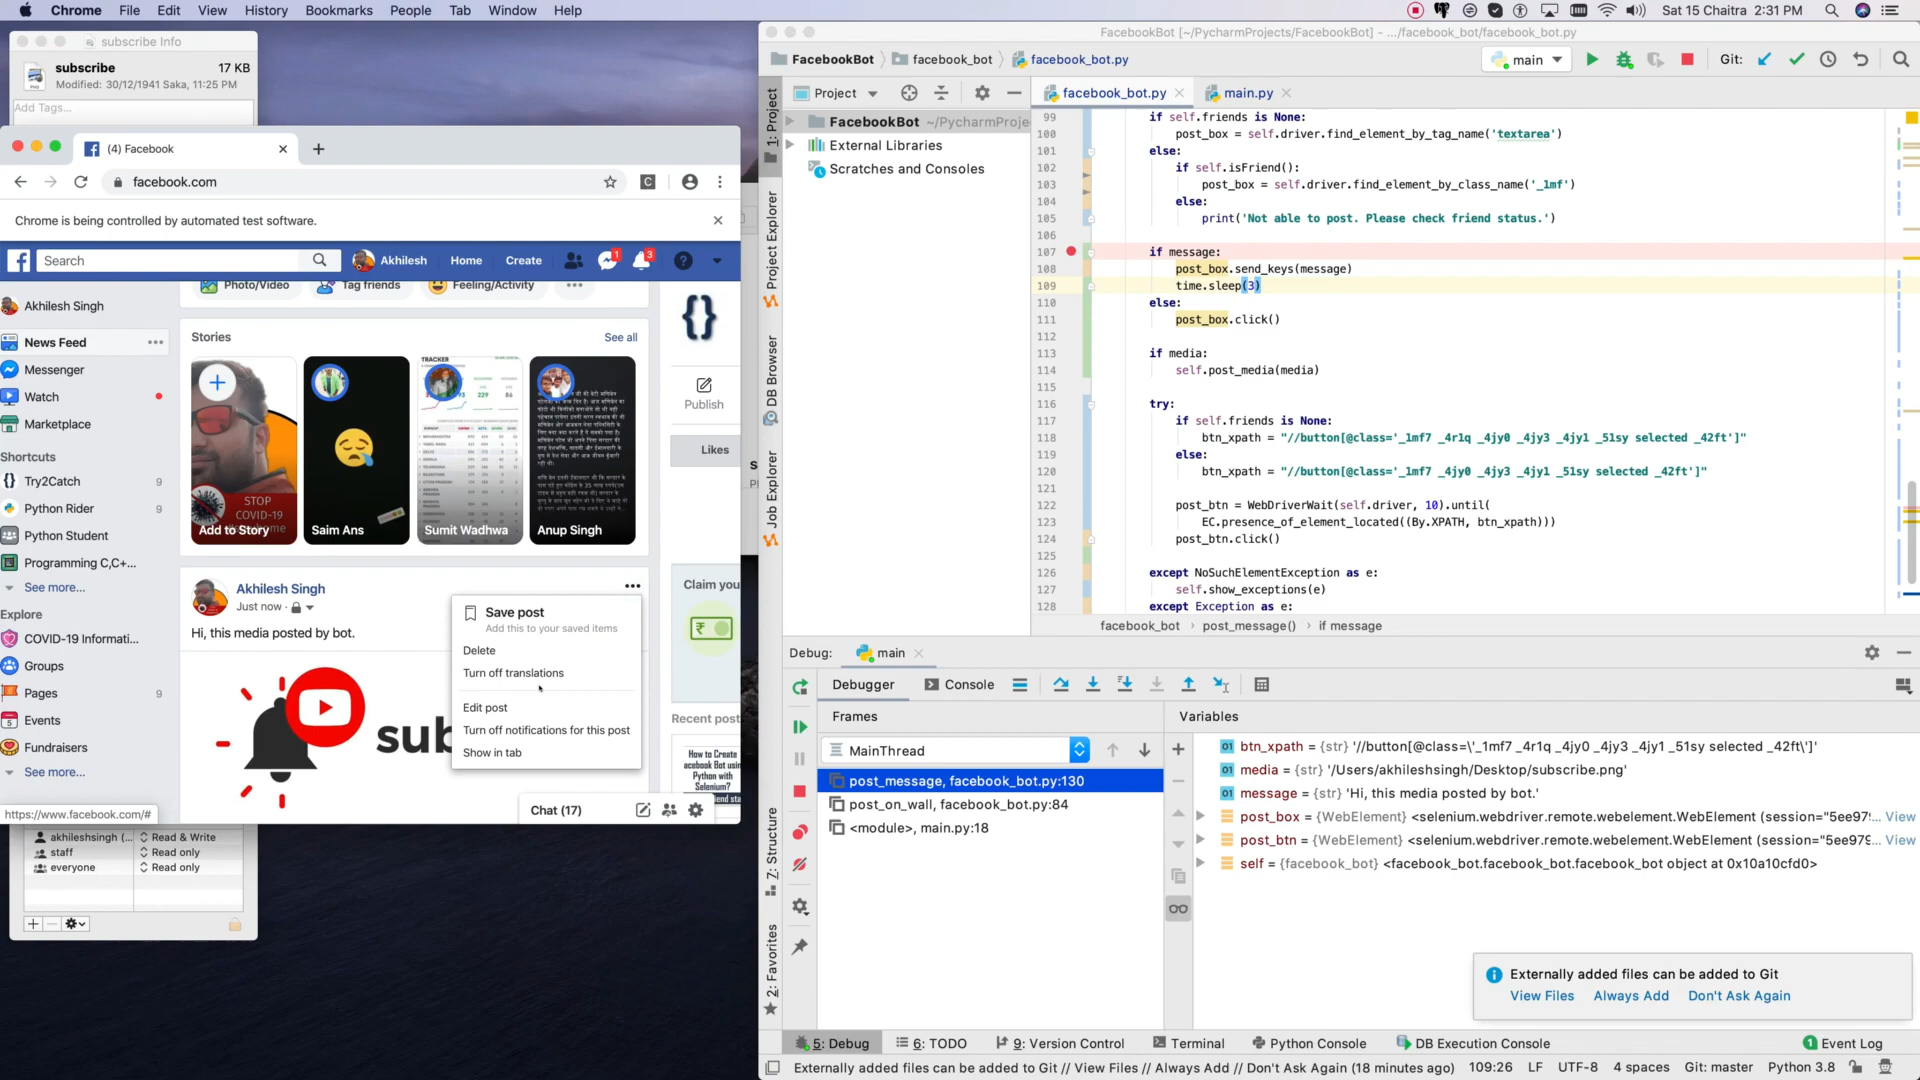 Chrome File Edit View History Bookmarks People Tab Window Help
Sat 15 Chaitra 2:31 PM
subscribe Info
subscribe 17 KB
Modified: 30/12/1941 Saka, 11:25 PM
Add Tags...
(4) Facebook
facebook.com
Chrome is being controlled by automated test software.
Search
Akhilesh Home Create 1 3
Akhilesh Singh
News Feed
Messenger
Watch
Marketplace
Shortcuts
Try2Catch 9
Python Rider 9
Python Student
Programming C,C+...
See more...
Explore
COVID-19 Informati...
Groups
Pages 9
Events
Fundraisers
See more...
https://www.facebook.com/#
Photo/Video Tag friends Feeling/Activity
Stories See all
STOP
COVID-19
Add to Story
Saim Ans
TRACKER
229 86
Sumit Wadhwa
Anup Singh
Akhilesh Singh
Just now
Hi, this media posted by bot.
sub
Save post
Add this to your saved items
Delete
Turn off translations
Edit post
Turn off notifications for this post
Show in tab
Chat (17)
{}
Publish
Likes
Claim you
₹
Recent post
How to Create
acebook Bot using
Python with
Selenium?
akhileshsingh (... Read & Write
staff Read only
everyone Read only
FacebookBot [~/PycharmProjects/FacebookBot] - .../facebook_bot/facebook_bot.py
FacebookBot facebook_bot facebook_bot.py main Git:
Project facebook_bot.py main.py
FacebookBot ~/PycharmProje
External Libraries
Scratches and Consoles
1: Project
Project Explorer
DB Browser
Job Explorer
7: Structure
2: Favorites
99 if self.friends is None:
100 post_box = self.driver.find_element_by_tag_name('textarea')
101 else:
102 if self.isFriend():
103 post_box = self.driver.find_element_by_class_name('_1mf')
104 else:
105 print('Not able to post. Please check friend status.')
106
107 if message:
108 post_box.send_keys(message)
109 time.sleep(3)
110 else:
111 post_box.click()
112
113 if media:
114 self.post_media(media)
115
116 try:
117 if self.friends is None:
118 btn_xpath = "//button[@class='_1mf7 _4r1q _4jy0 _4jy3 _4jy1 _51sy selected _42ft']"
119 else:
120 btn_xpath = "//button[@class='_1mf7 _4jy0 _4jy3 _4jy1 _51sy selected _42ft']"
121
122 post_btn = WebDriverWait(self.driver, 10).until(
123 EC.presence_of_element_located((By.XPATH, btn_xpath)))
124 post_btn.click()
125
126 except NoSuchElementException as e:
127 self.show_exceptions(e)
128 except Exception as e:
facebook_bot post_message() if message
Debug: main
Debugger Console
Frames Variables
MainThread
post_message, facebook_bot.py:130
post_on_wall, facebook_bot.py:84
<module>, main.py:18
btn_xpath = {str} '//button[@class=\'_1mf7 _4r1q _4jy0 _4jy3 _4jy1 _51sy selected _42ft\']'
media = {str} '/Users/akhileshsingh/Desktop/subscribe.png'
message = {str} 'Hi, this media posted by bot.'
post_box = {WebElement} <selenium.webdriver.remote.webelement.WebElement (session="5ee97... View
post_btn = {WebElement} <selenium.webdriver.remote.webelement.WebElement (session="5ee979... View
self = {facebook_bot} <facebook_bot.facebook_bot.facebook_bot object at 0x10a10cfd0>
Externally added files can be added to Git
View Files Always Add Don't Ask Again
5: Debug 6: TODO 9: Version Control Terminal Python Console DB Execution Console 1 Event Log
Externally added files can be added to Git // View Files // Always Add // Don't Ask Again (18 minutes ago) 109:26 LF UTF-8 4 spaces Git: master Python 3.8